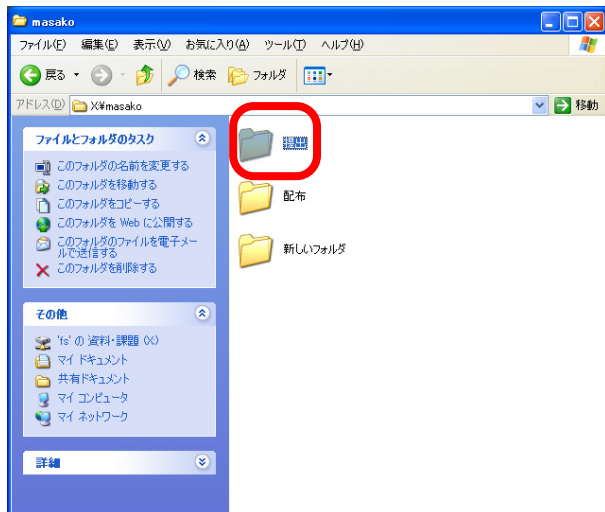 masako
ファイル(F) 編集(E) 表示(V) お気に入り(A) ツール(T) ヘルプ(H)
戻る 検索 フォルダ
アドレス(D) X¥masako 移動
ファイルとフォルダのタスク
このフォルダの名前を変更する
このフォルダを移動する
このフォルダをコピーする
このフォルダを Web に公開する
このフォルダのファイルを電子メー
ルで送信する
このフォルダを削除する
その他
'fs' の 資料・課題 (X)
マイ ドキュメント
共有ドキュメント
マイ コンピュータ
マイ ネットワーク
詳細
提出
配布
新しいフォルダ